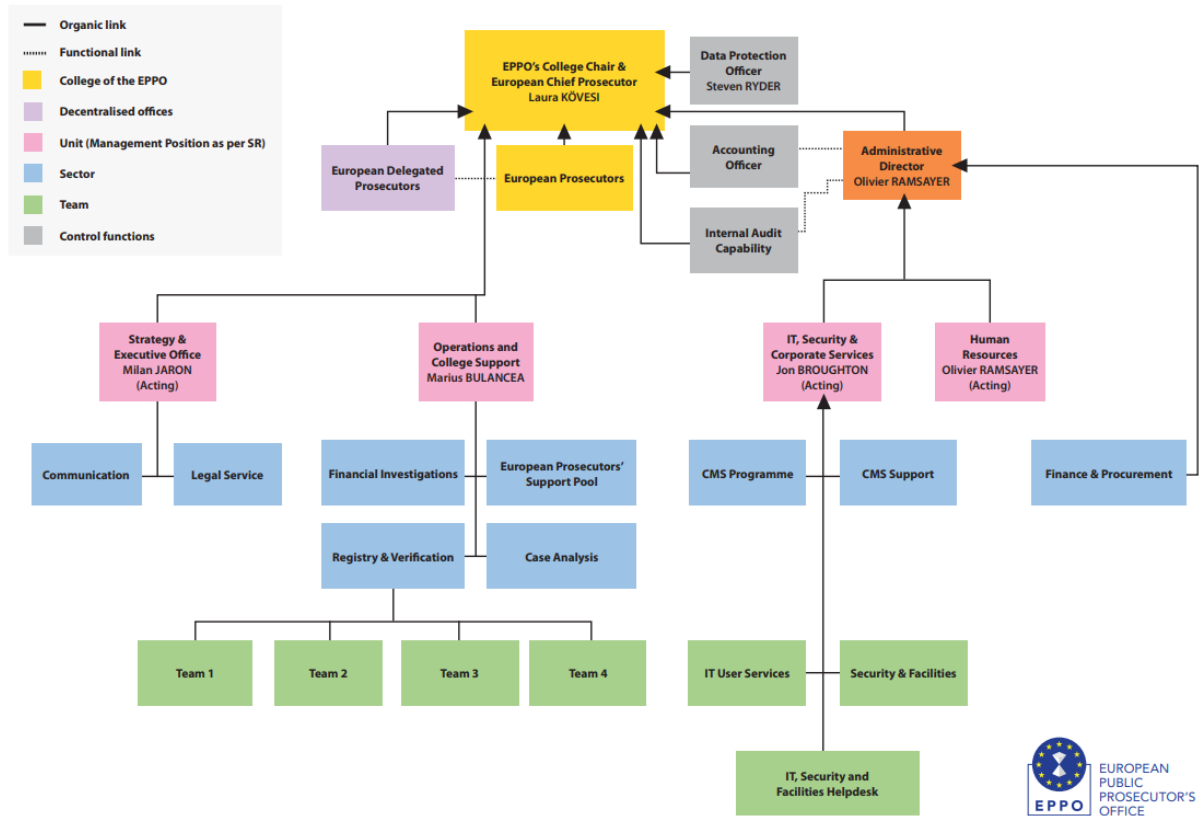 Organic link
Functional link
College of the EPPO
Decentralised offices
Unit (Management Position as per SR)
Sector
Team
Control functions
EPPO's College Chair &
European Chief Prosecutor
Laura KÖVESI
Data Protection
Officer
Steven RYDER
European Delegated
Prosecutors
European Prosecutors
Accounting
Officer
Administrative
Director
Olivier RAMSAYER
Internal Audit
Capability
Strategy &
Executive Office
Milan JARON
(Acting)
Operations and
College Support
Marius BULANCEA
IT, Security &
Corporate Services
Jon BROUGHTON
(Acting)
Human
Resources
Olivier RAMSAYER
(Acting)
Communication
Legal Service
Financial Investigations
European Prosecutors'
Support Pool
CMS Programme
CMS Support
Finance & Procurement
Registry & Verification
Case Analysis
Team 1
Team 2
Team 3
Team 4
IT User Services
Security & Facilities
IT, Security and
Facilities Helpdesk
EPPO
EUROPEAN
PUBLIC
PROSECUTOR'S
OFFICE